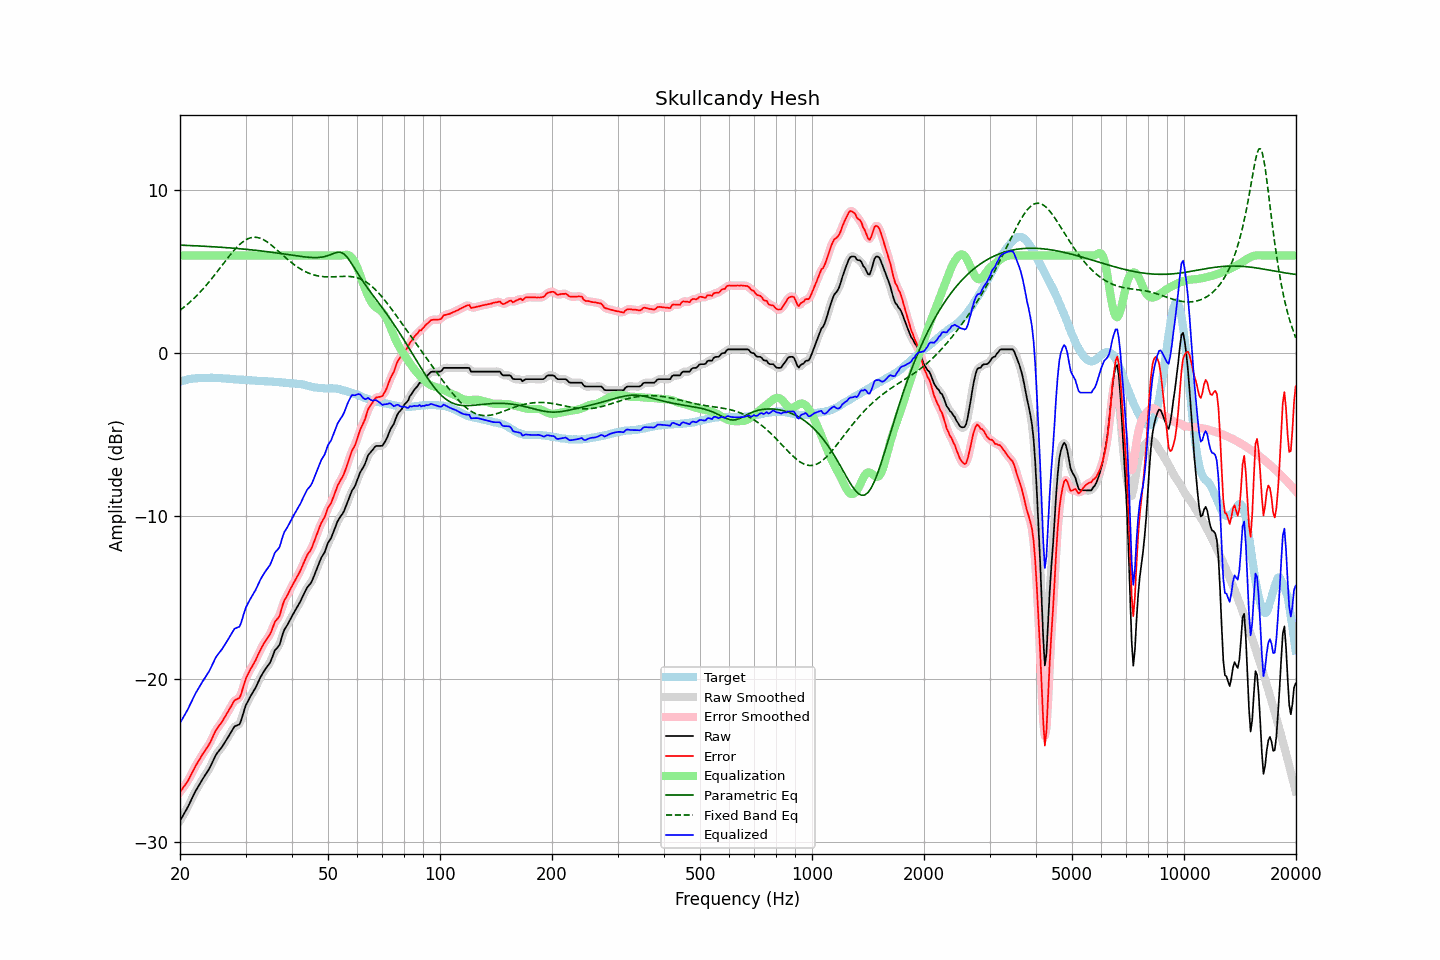 Skullcandy Hesh
Amplitude (dBr)
10
0
−10
−20
−30
Target
Raw Smoothed
Error Smoothed
Raw
Error
Equalization
Parametric Eq
Fixed Band Eq
Equalized
20 50 100 200 500 1000 2000 5000 10000 20000
Frequency (Hz)